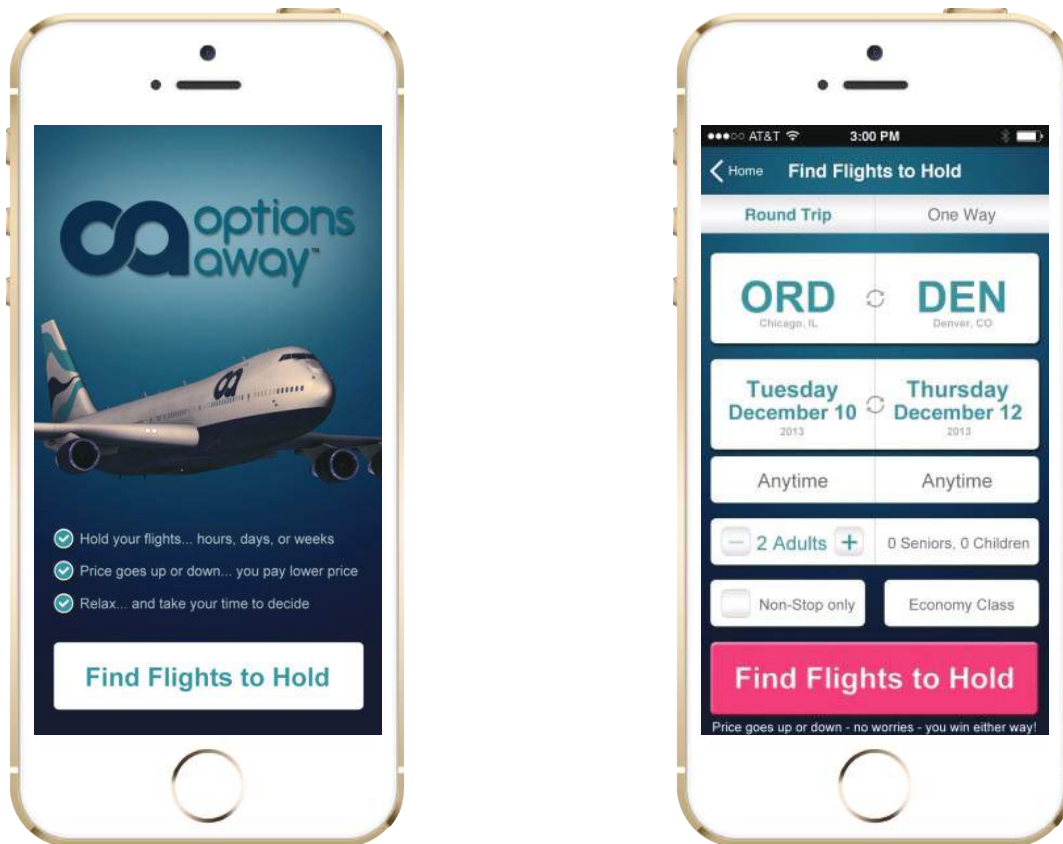 options
away™
Hold your flights... hours, days, or weeks
Price goes up or down... you pay lower price
Relax... and take your time to decide
Find Flights to Hold
AT&T 3:00 PM
Home Find Flights to Hold
Round Trip One Way
ORD DEN
Chicago, IL Denver, CO
Tuesday Thursday
December 10 December 12
2013 2013
Anytime Anytime
2 Adults + 0 Seniors, 0 Children
Non-Stop only Economy Class
Find Flights to Hold
Price goes up or down - no worries - you win either way!